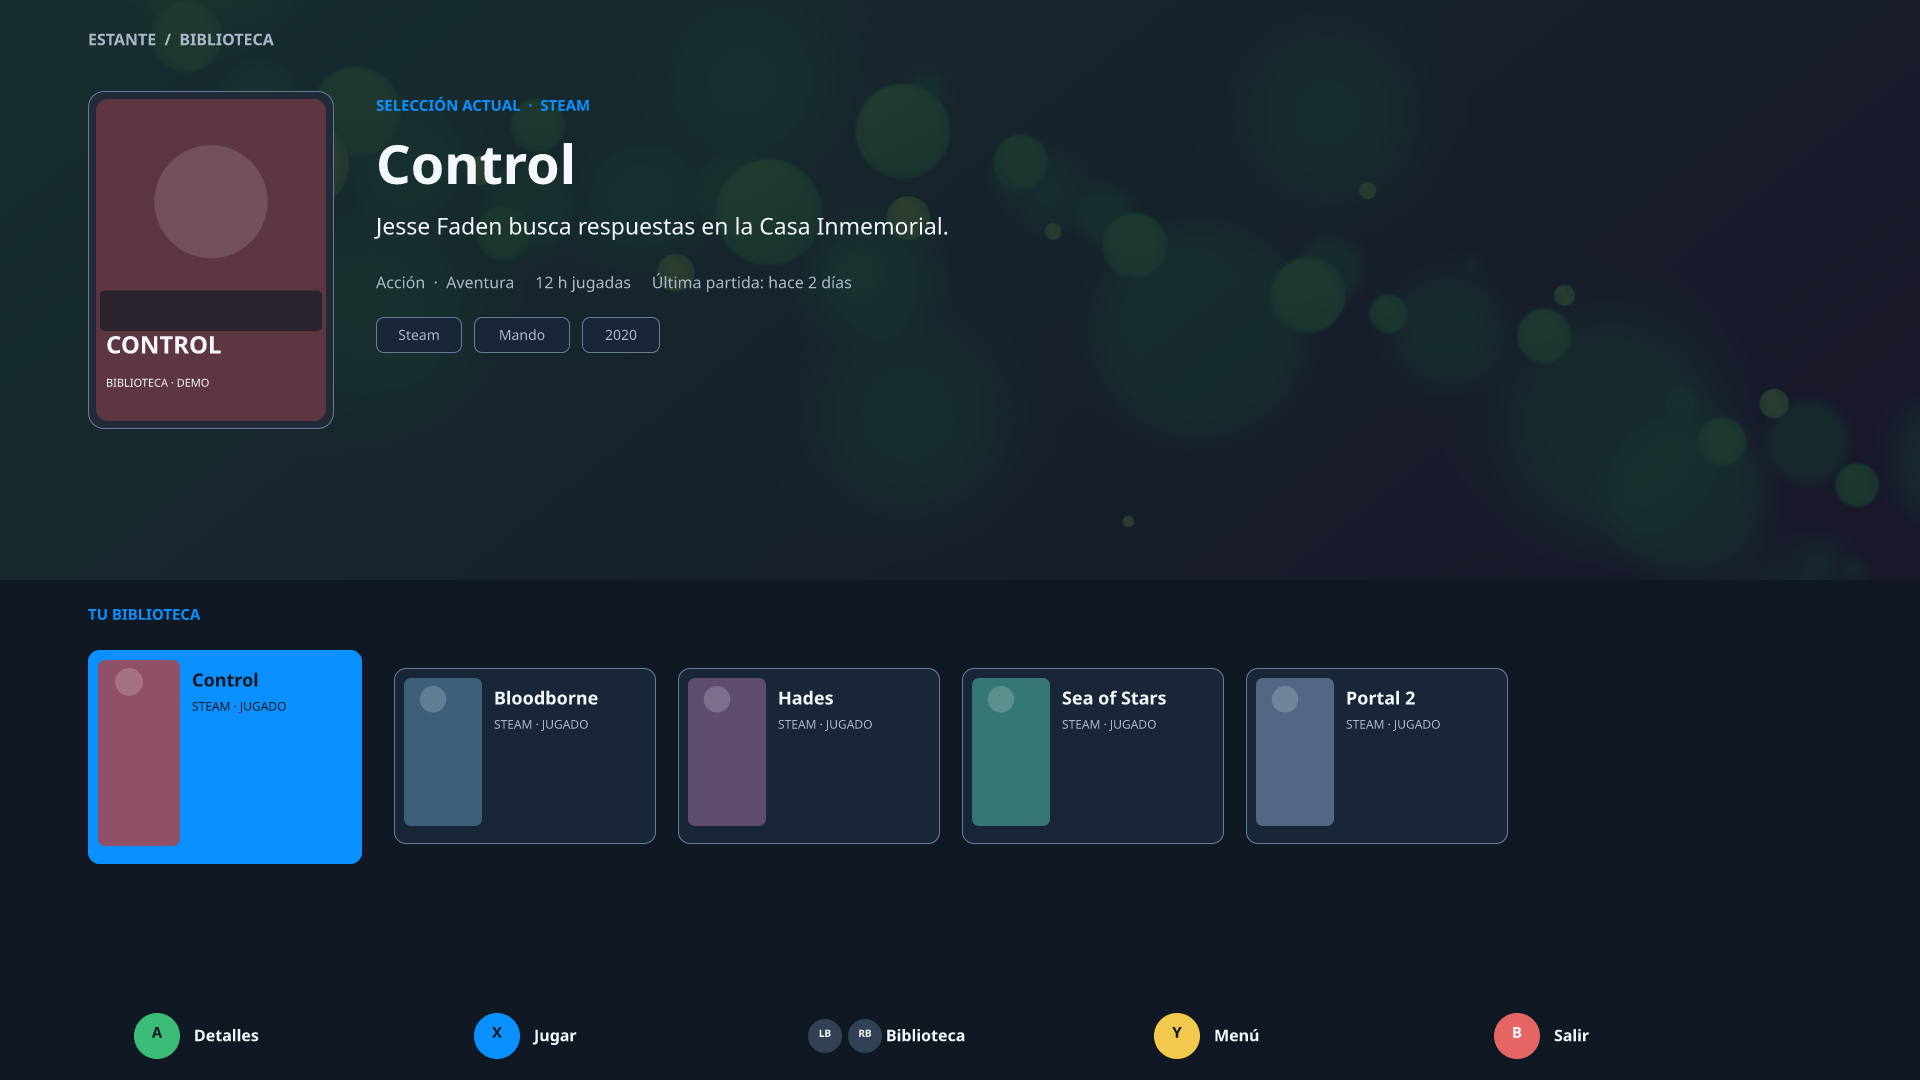 ESTANTE / BIBLIOTECA
SELECCIÓN ACTUAL · STEAM
Control
Jesse Faden busca respuestas en la Casa Inmemorial.
Acción · Aventura 12 h jugadas Última partida: hace 2 días
Steam Mando 2020
CONTROL
BIBLIOTECA · DEMO
TU BIBLIOTECA
Control
STEAM · JUGADO
Bloodborne
STEAM · JUGADO
Hades
STEAM · JUGADO
Sea of Stars
STEAM · JUGADO
Portal 2
STEAM · JUGADO
A Detalles
X Jugar
LB RB Biblioteca
Y Menú
B Salir